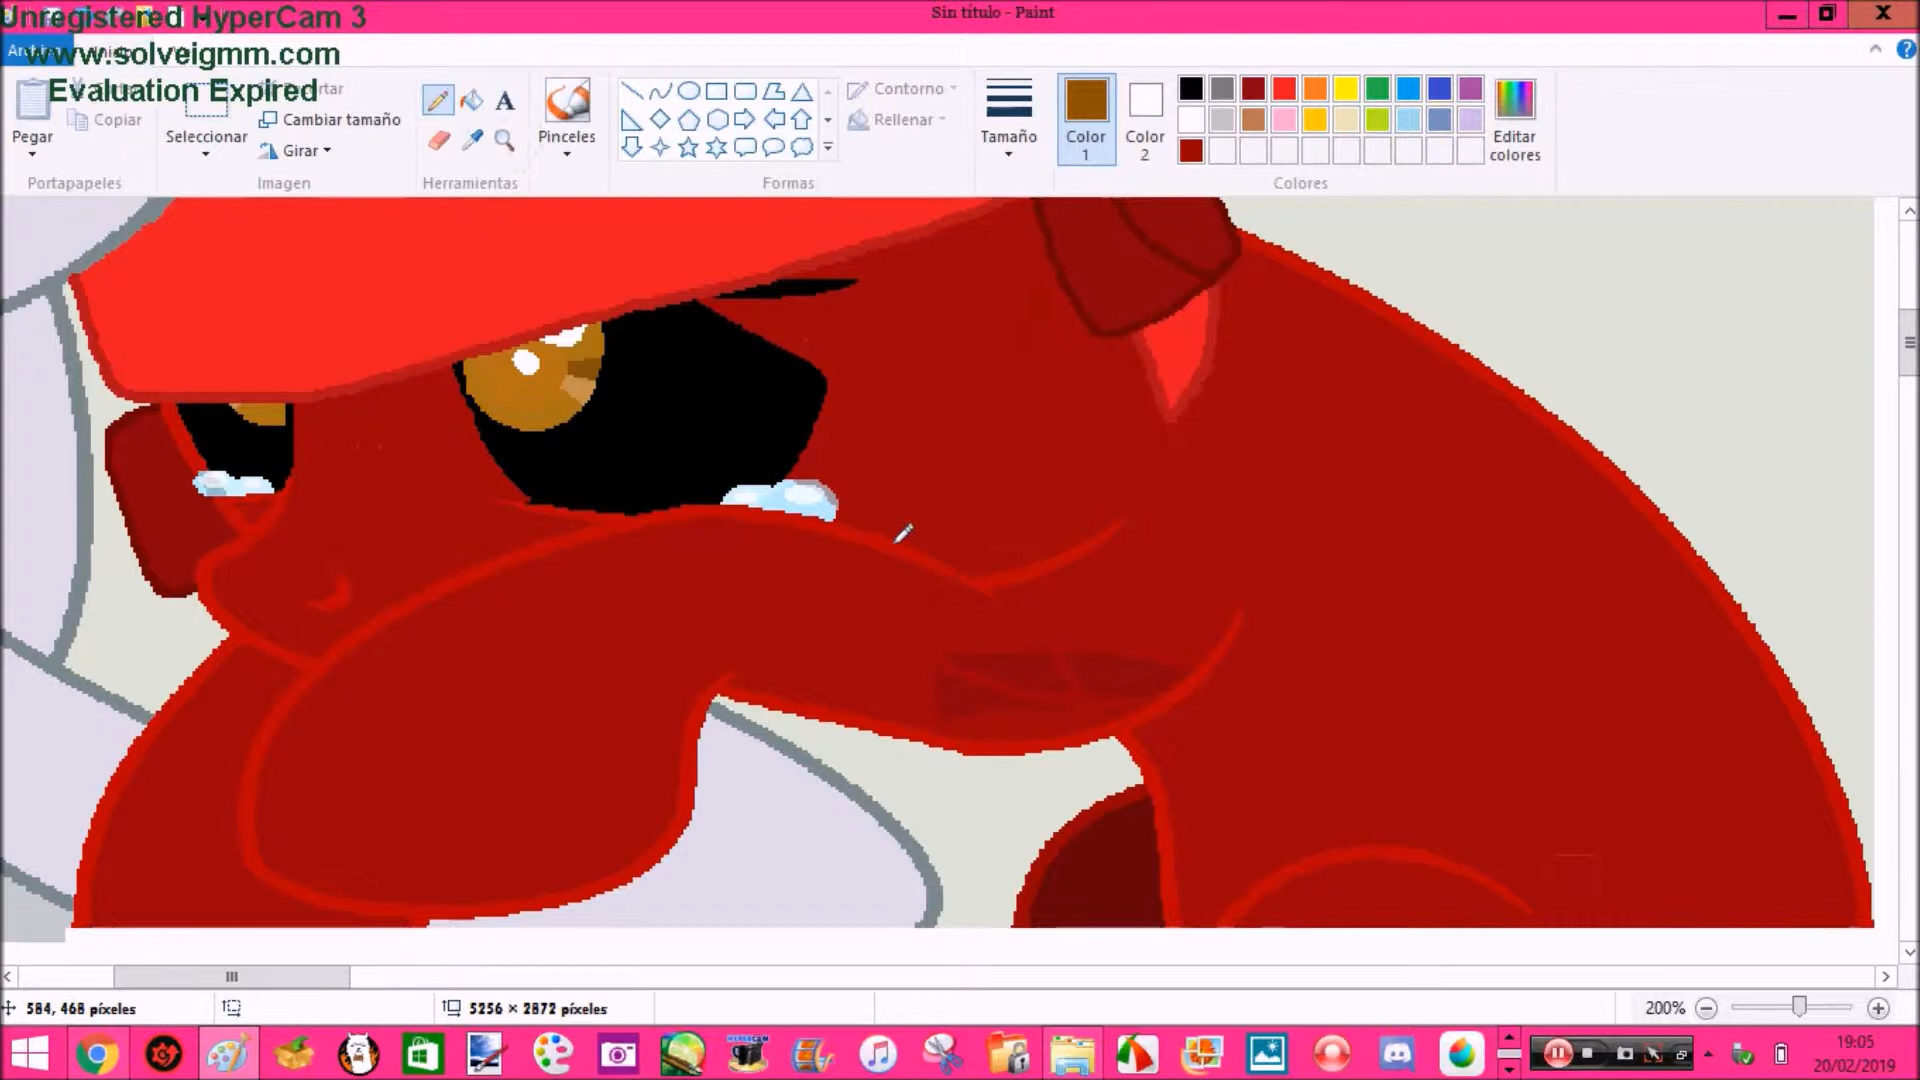 Unregistered HyperCam 3
Sin título - Paint
www.solveigmm.com
Evaluation Expired
Pegar
Copiar
Portapapeles
Seleccionar
Cambiar tamaño
Girar
Imagen
Herramientas
Pinceles
Formas
Contorno
Rellenar
Tamaño
Color 1
Color 2
Editar colores
Colores
584, 468 píxeles
5256 × 2872 píxeles
200%
19:05
20/02/2019